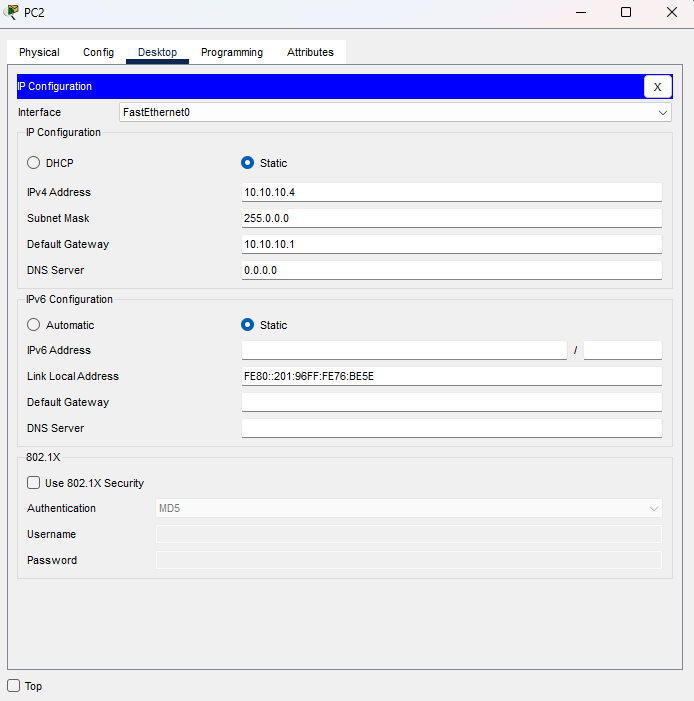 PC2
Physical Config Desktop Programming Attributes
IP Configuration X
Interface FastEthernet0
IP Configuration
DHCP Static
IPv4 Address 10.10.10.4
Subnet Mask 255.0.0.0
Default Gateway 10.10.10.1
DNS Server 0.0.0.0
IPv6 Configuration
Automatic Static
IPv6 Address /
Link Local Address FE80::201:96FF:FE76:BE5E
Default Gateway
DNS Server
802.1X
Use 802.1X Security
Authentication MD5
Username
Password
Top